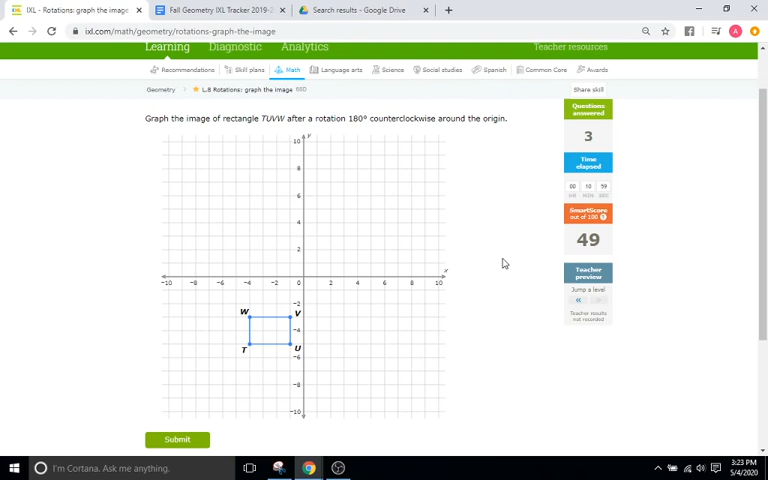 IXL - Rotations: graph the image
Fall Geometry IXL Tracker 2019-2
Search results - Google Drive
ixl.com/math/geometry/rotations-graph-the-image
A
Learning Diagnostic Analytics Teacher resources
Recommendations Skill plans Math Language arts Science Social studies Spanish Common Core Awards
Geometry > L.8 Rotations: graph the image
Share skill
Graph the image of rectangle TUVW after a rotation 180° counterclockwise around the origin.
Questions answered
3
Time elapsed
00 10 59
HR MIN SEC
SmartScore
out of 100 ?
49
Teacher preview
Jump a level
Teacher results not recorded
y
10
8
6
4
2
x
-10 -8 -6 -4 -2 0 2 4 6 8 10
-2
W V
-4
T U
-6
-8
-10
Submit
I'm Cortana. Ask me anything.
3:23 PM
5/4/2020